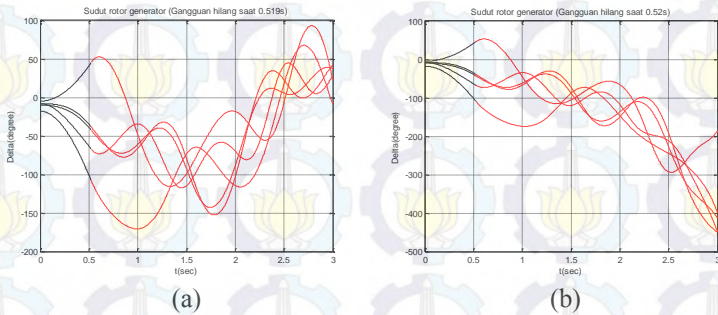 Sudut rotor generator (Gangguan hilang saat 0.519s)
100
50
0
-50
-100
-150
-200
Delta(degree)
0 0.5 1 1.5 2 2.5 3
t(sec)
(a)
Sudut rotor generator (Gangguan hilang saat 0.52s)
100
0
-100
-200
-300
-400
-500
Delta(degree)
0 0.5 1 1.5 2 2.5 3
t(sec)
(b)